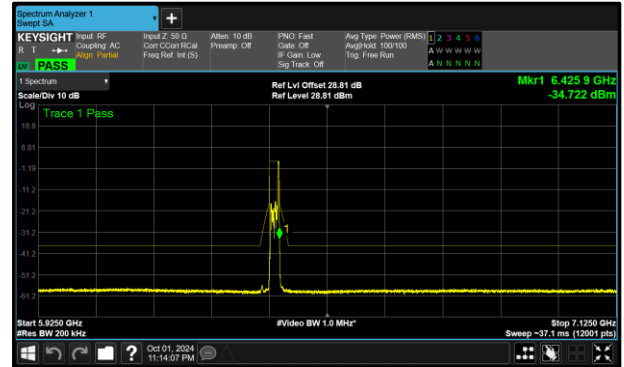 Spectrum Analyzer 1
Swept SA
+
KEYSIGHT Input: RF Input Z: 50 Ω Atten: 10 dB PNO: Fast Avg Type: Power (RMS) 1 2 3 4 5 6
R T Coupling: AC Corr CCorr RCal Preamp: Off Gate: Off Avg|Hold: 100/100 A W W W W W
Align: Partial Freq Ref: Int (S) IF Gain: Low Trig: Free Run
Sig Track: Off A N N N N N
PASS
1 Spectrum Ref Lvl Offset 28.81 dB Mkr1 6.425 9 GHz
Scale/Div 10 dB Ref Level 28.81 dBm -34.722 dBm
Log
Trace 1 Pass
18.8
8.81
-1.19
-11.2
-21.2
-31.2
1
-41.2
-51.2
-61.2
Start 5.9250 GHz #Video BW 1.0 MHz* Stop 7.1250 GHz
#Res BW 200 kHz Sweep ~37.1 ms (12001 pts)
? Oct 01, 2024
11:14:07 PM